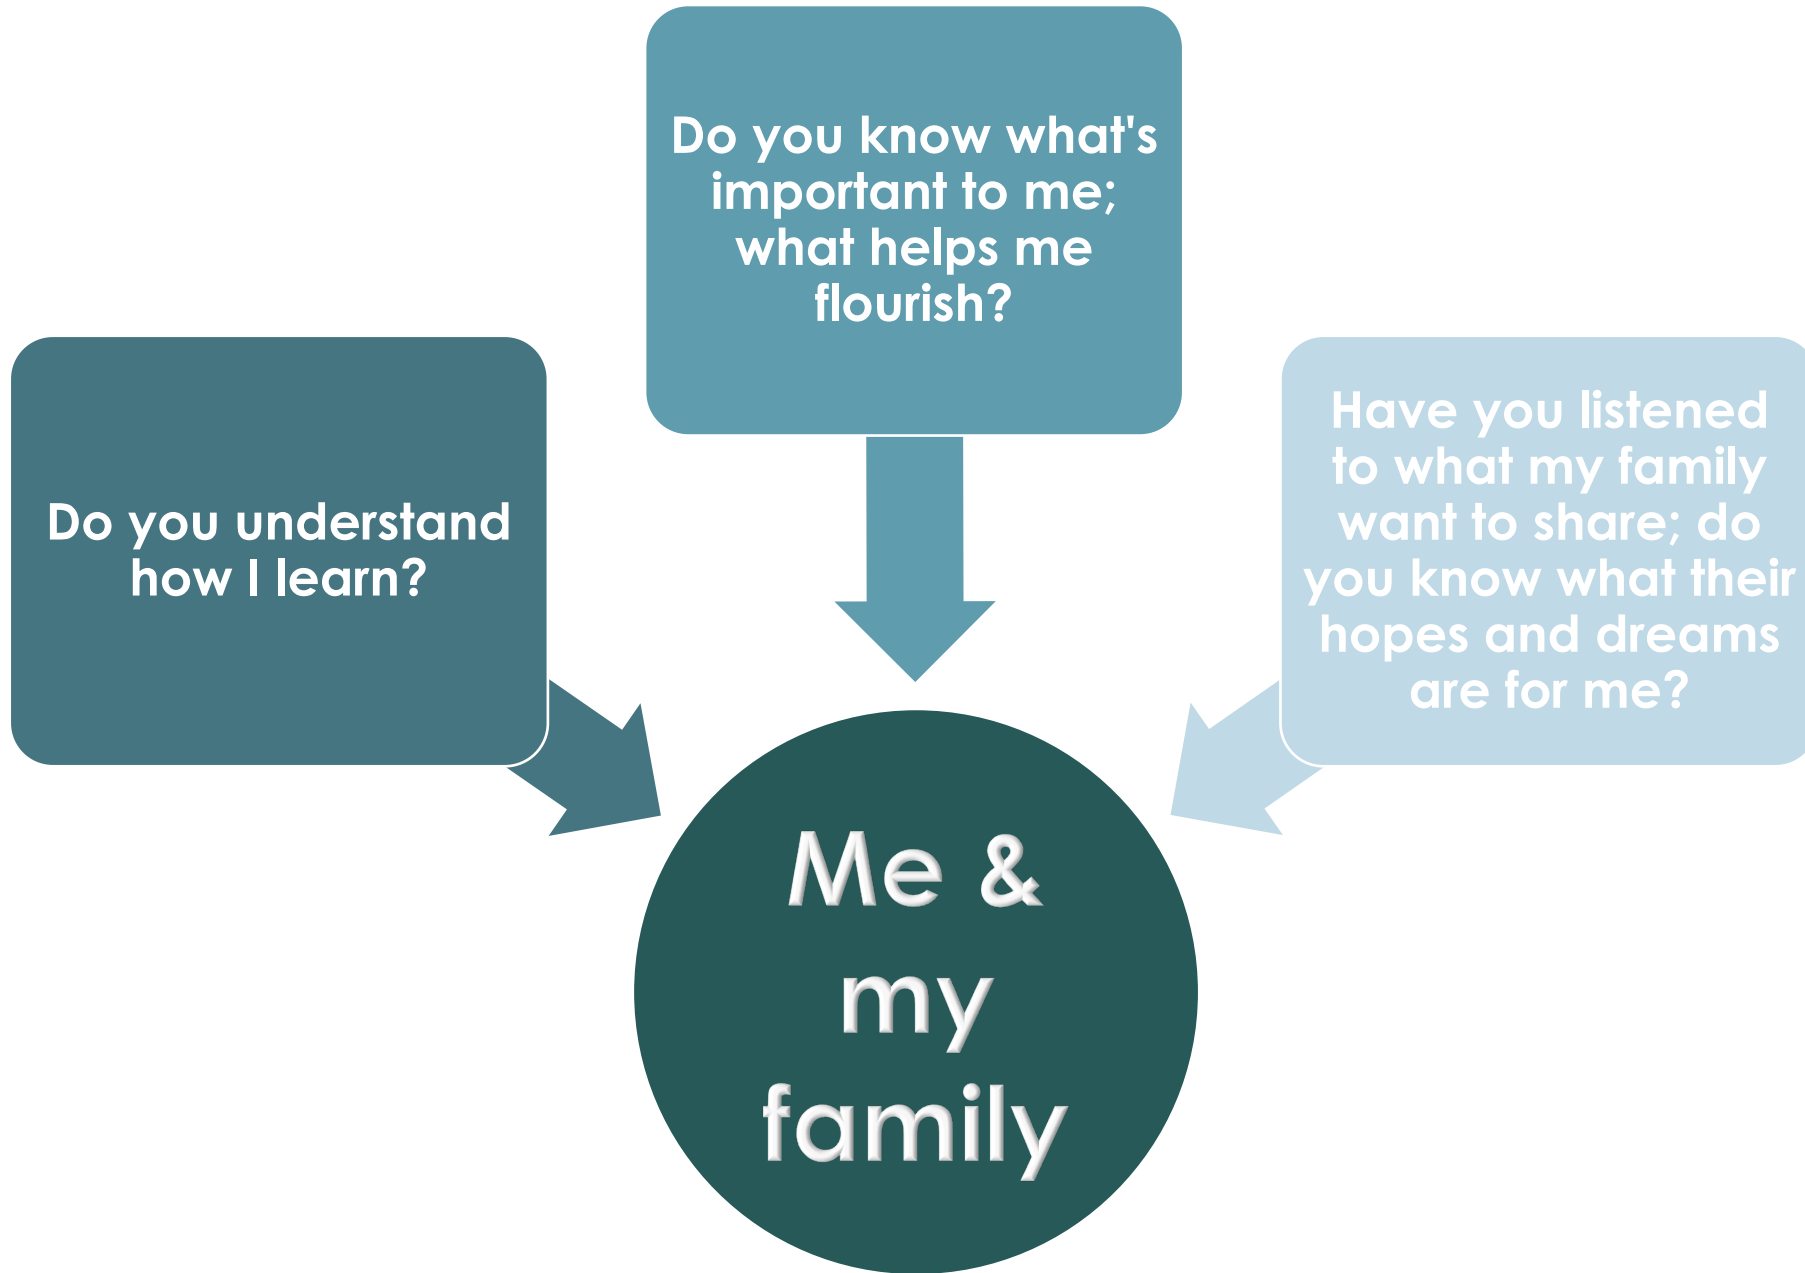 Do you know what's
important to me;
what helps me
flourish?
Do you understand
how I learn?
Have you listened
to what my family
want to share; do
you know what their
hopes and dreams
are for me?
Me &
my
family